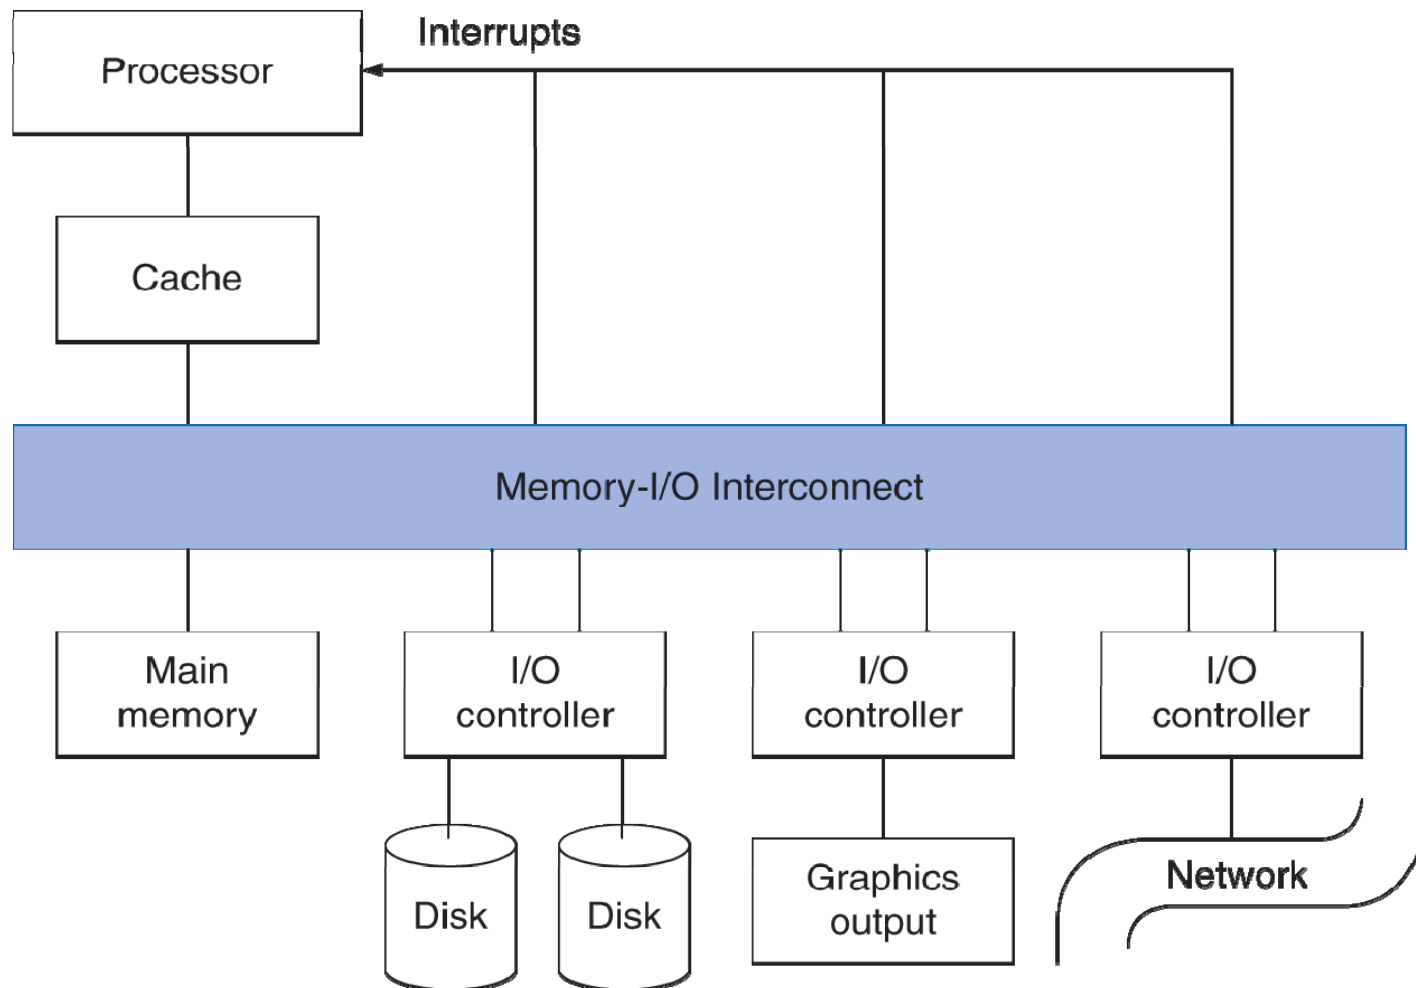 Interrupts
Processor
Cache
Memory-I/O Interconnect
Main
memory
I/O
controller
I/O
controller
I/O
controller
Disk
Disk
Graphics
output
Network